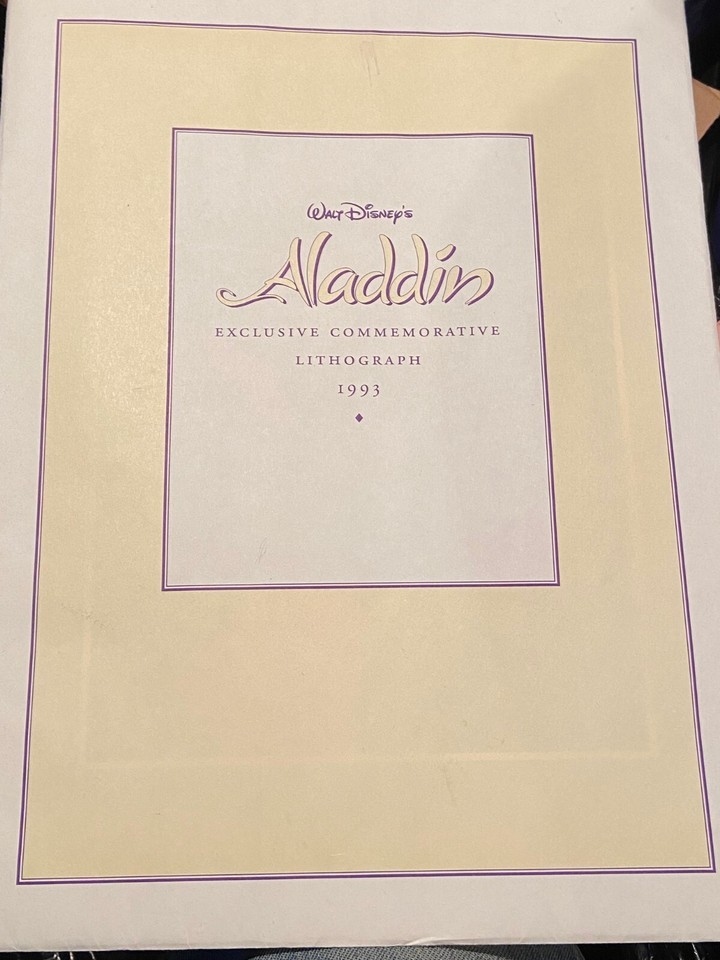 WALT DISNEY'S
Aladdin
EXCLUSIVE COMMEMORATIVE
LITHOGRAPH
1993